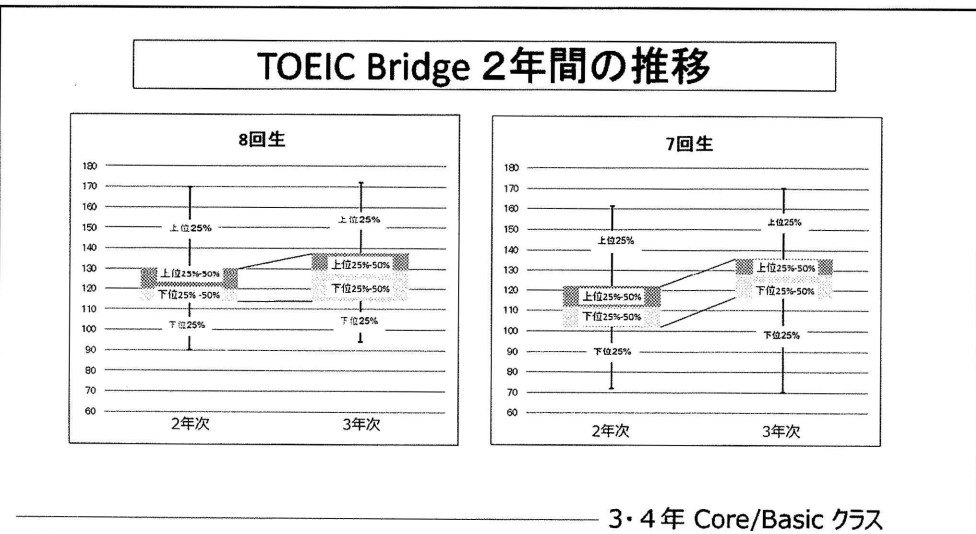 TOEIC Bridge 2年間の推移
8回生
180
170
160
150
140
130
120
110
100
90
80
70
60
上位25%
上位25%-50%
下位25%-50%
下位25%
上位25%
上位25%-50%
下位25%-50%
下位25%
2年次
3年次
7回生
180
170
160
150
140
130
120
110
100
90
80
70
60
上位25%
上位25%-50%
下位25%-50%
下位25%
上位25%
上位25%-50%
下位25%-50%
下位25%
2年次
3年次
3・4年 Core/Basic クラス